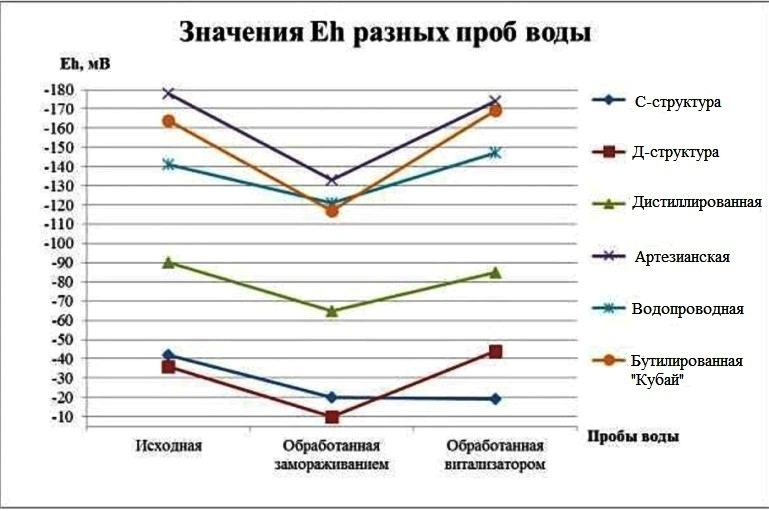 Значения Eh разных проб воды
Eh, мВ
-180
-170
-160
-150
-140
-130
-120
-110
-100
-90
-80
-70
-60
-50
-40
-30
-20
-10
Исходная
Обработанная
замораживанием
Обработанная
витализатором
Пробы воды
С-структура
Д-структура
Дистиллированная
Артезианская
Водопроводная
Бутилированная
"Кубай"